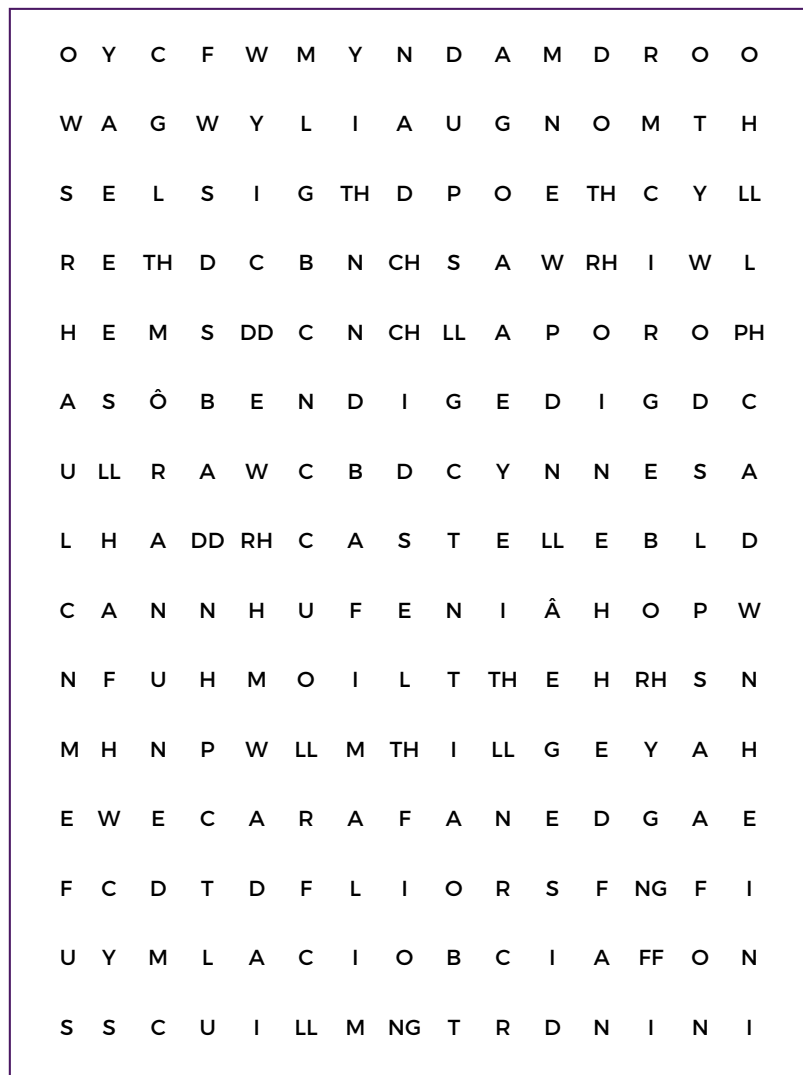 O Y C F W M Y N D A M D R O O
W A G W Y L I A U G N O M T H
S E L S I G TH D P O E TH C Y LL
R E TH D C B N CH S A W RH I W L
H E M S DD C N CH LL A P O R O PH
A S Ô B E N D I G E D I G D C
U LL R A W C B D C Y N N E S A
L H A DD RH C A S T E LL E B L D
C A N N H U F E N I Â H O P W
N F U H M O I L T TH E H RH S N
M H N P W LL M TH I LL G E Y A H
E W E C A R A F A N E D G A E
F C D T D F L I O R S F NG F I
U Y M L A C I O B C I A FF O N
S S C U I LL M NG T R D N I N I